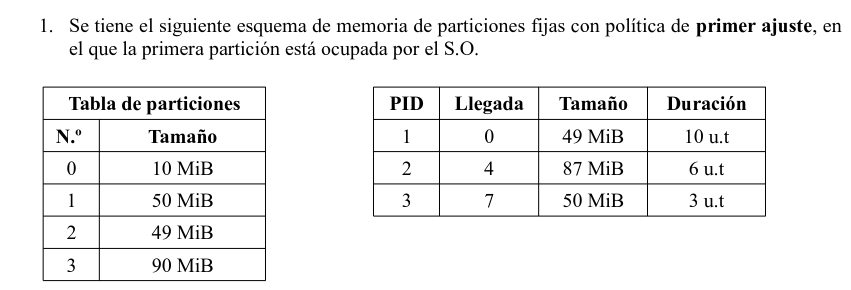 1. Se tiene el siguiente esquema de memoria de particiones fijas con política de primer ajuste, en
el que la primera partición está ocupada por el S.O.
Tabla de particiones
N.º Tamaño
0 10 MiB
1 50 MiB
2 49 MiB
3 90 MiB
PID Llegada Tamaño Duración
1 0 49 MiB 10 u.t
2 4 87 MiB 6 u.t
3 7 50 MiB 3 u.t